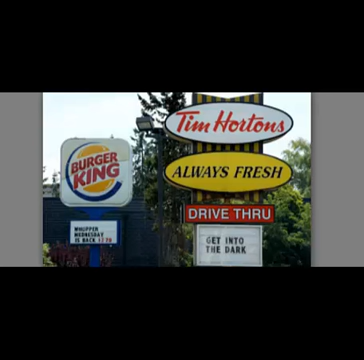 BURGER
KING
WHOPPER
WEDNESDAY
IS BACK
Tim Hortons
ALWAYS FRESH
DRIVE THRU
GET INTO
THE DARK